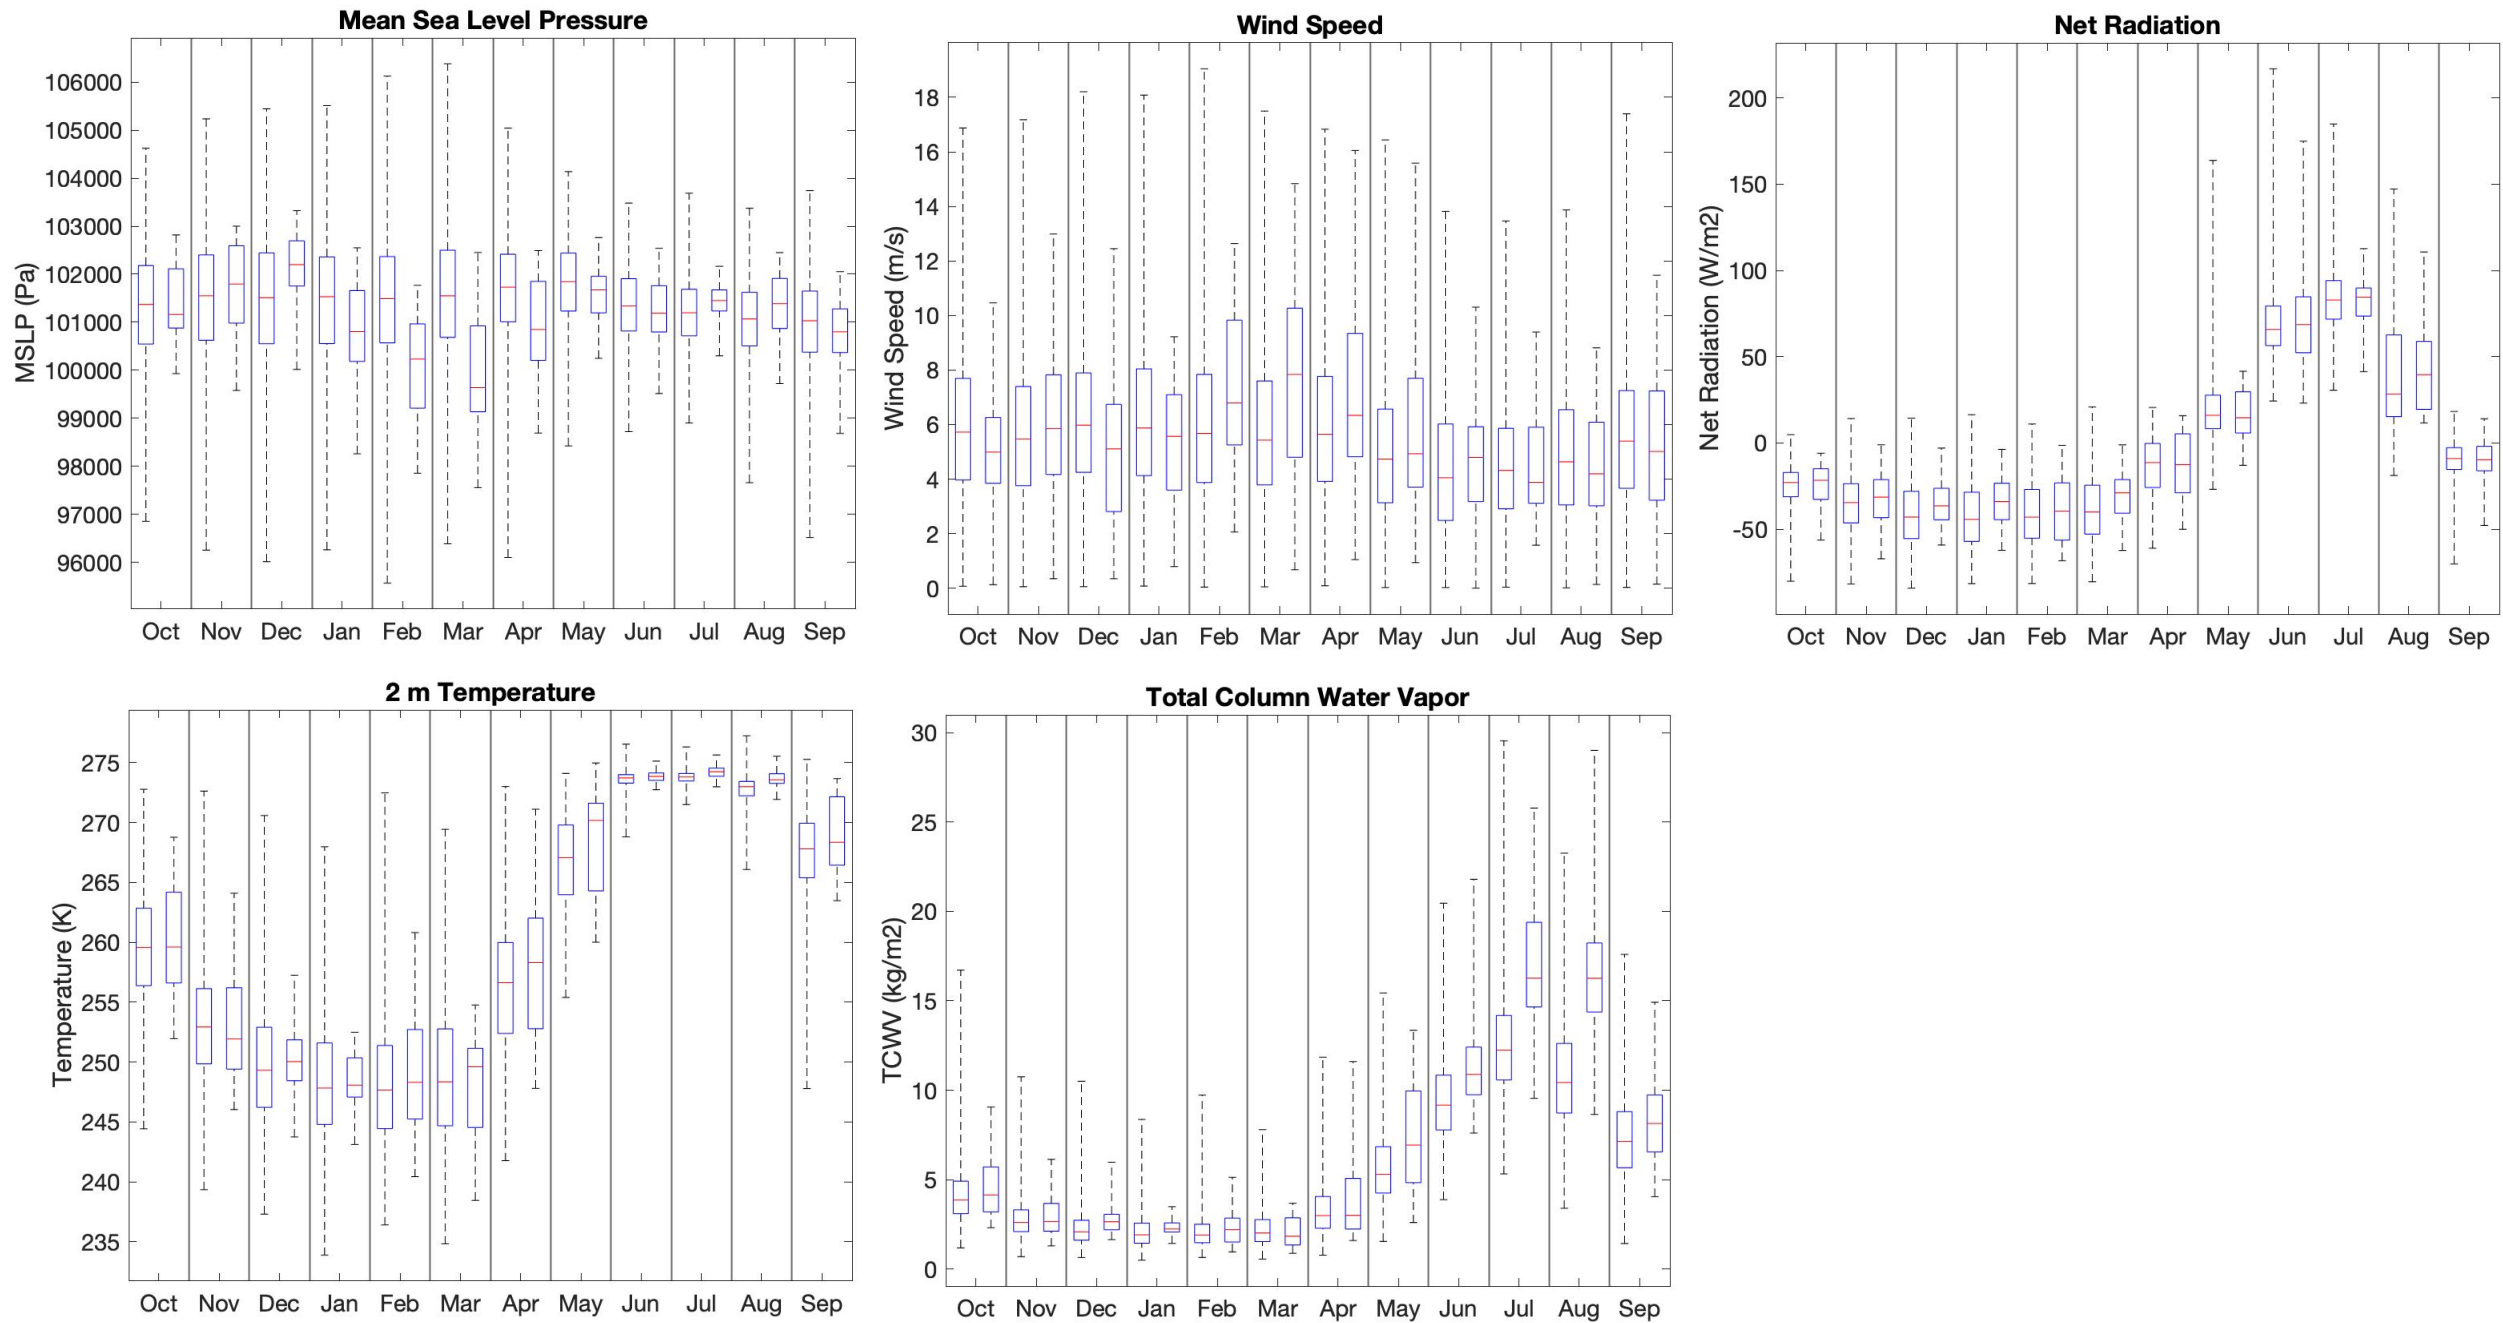 Mean Sea Level Pressure
MSLP (Pa)
106000
105000
104000
103000
102000
101000
100000
99000
98000
97000
96000
Oct Nov Dec Jan Feb Mar Apr May Jun Jul Aug Sep
Wind Speed
Wind Speed (m/s)
18
16
14
12
10
8
6
4
2
0
Oct Nov Dec Jan Feb Mar Apr May Jun Jul Aug Sep
Net Radiation
Net Radiation (W/m2)
200
150
100
50
0
-50
Oct Nov Dec Jan Feb Mar Apr May Jun Jul Aug Sep
2 m Temperature
Temperature (K)
275
270
265
260
255
250
245
240
235
Oct Nov Dec Jan Feb Mar Apr May Jun Jul Aug Sep
Total Column Water Vapor
TCWV (kg/m2)
30
25
20
15
10
5
0
Oct Nov Dec Jan Feb Mar Apr May Jun Jul Aug Sep